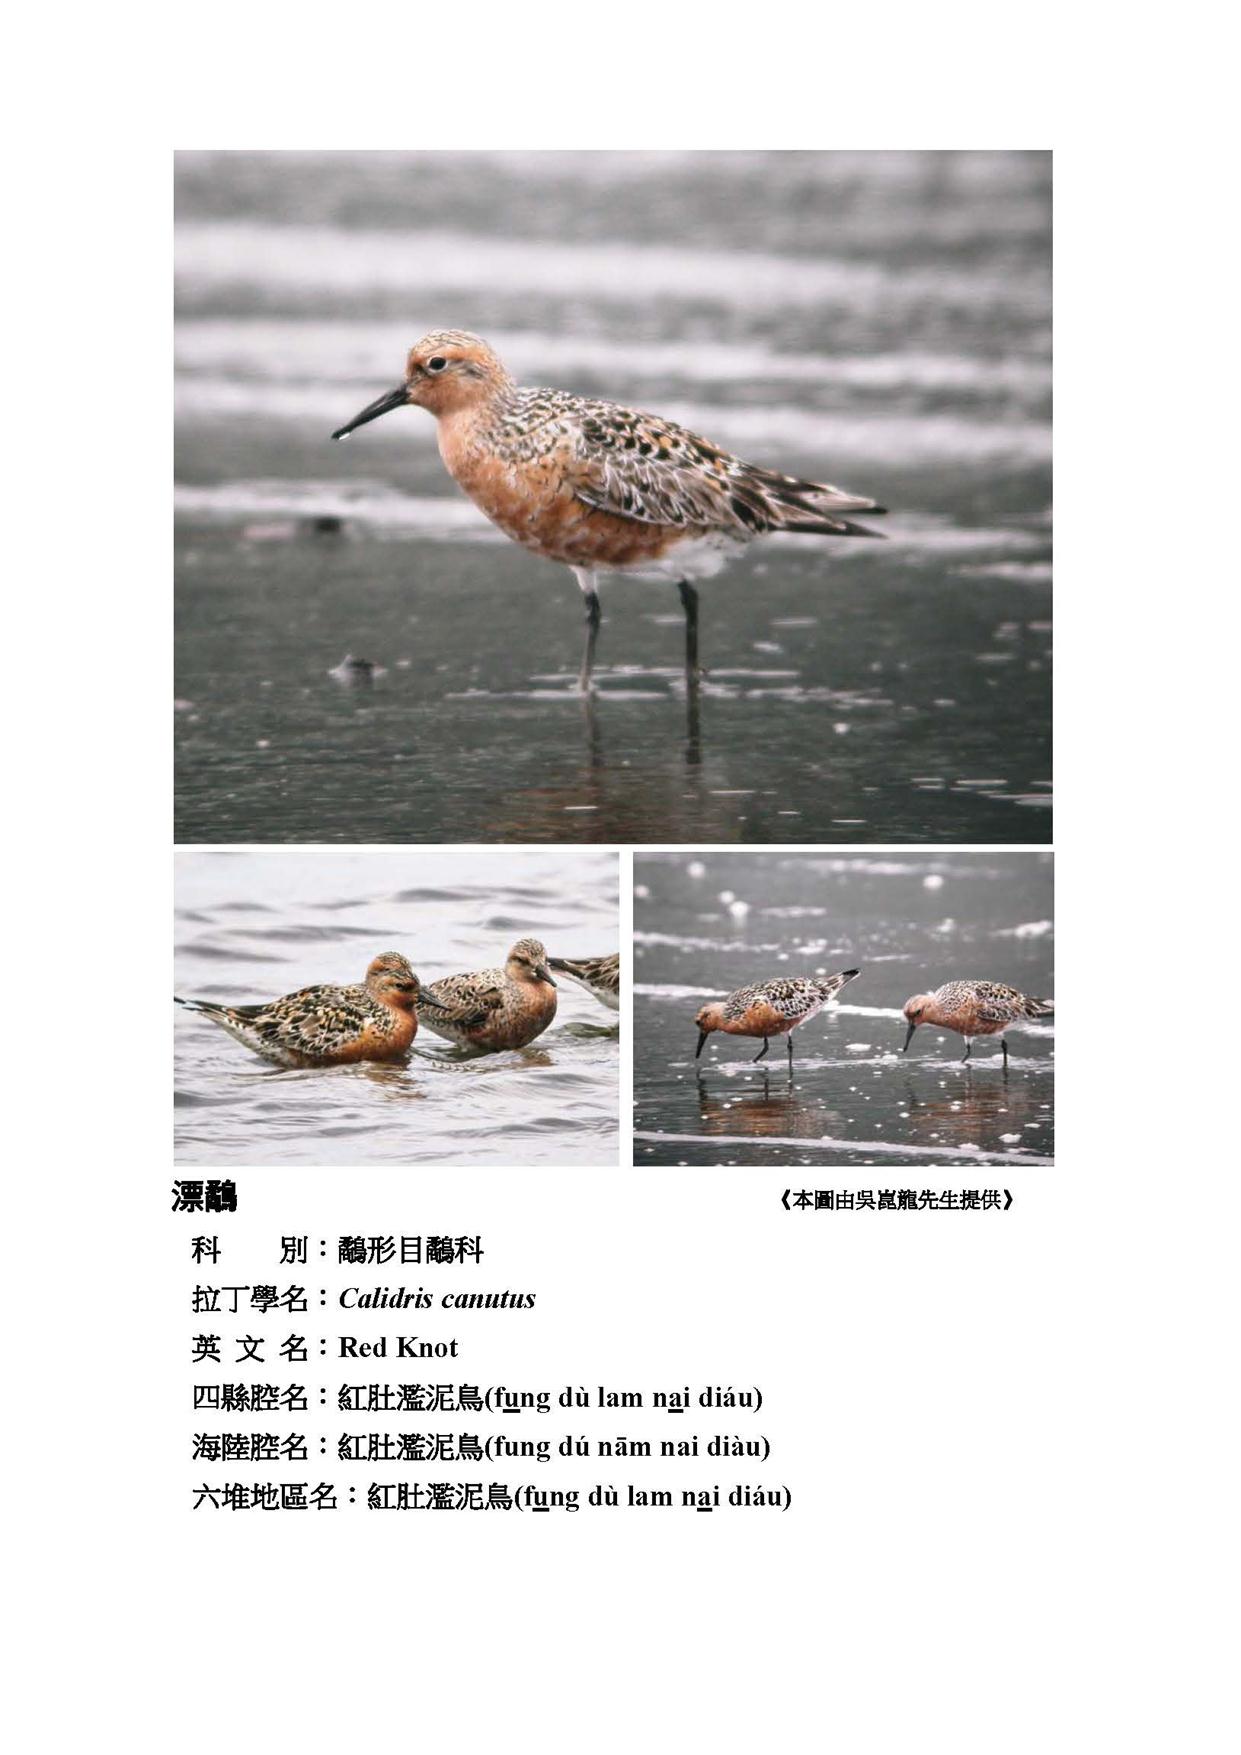 漂鷸
《本圖由吳崑龍先生提供》
科　　別：鷸形目鷸科
拉丁學名：Calidris canutus
英 文 名：Red Knot
四縣腔名：紅肚濫泥鳥(fung dù lam nai diáu)
海陸腔名：紅肚濫泥鳥(fung dú nām nai diàu)
六堆地區名：紅肚濫泥鳥(fung dù lam nai diáu)